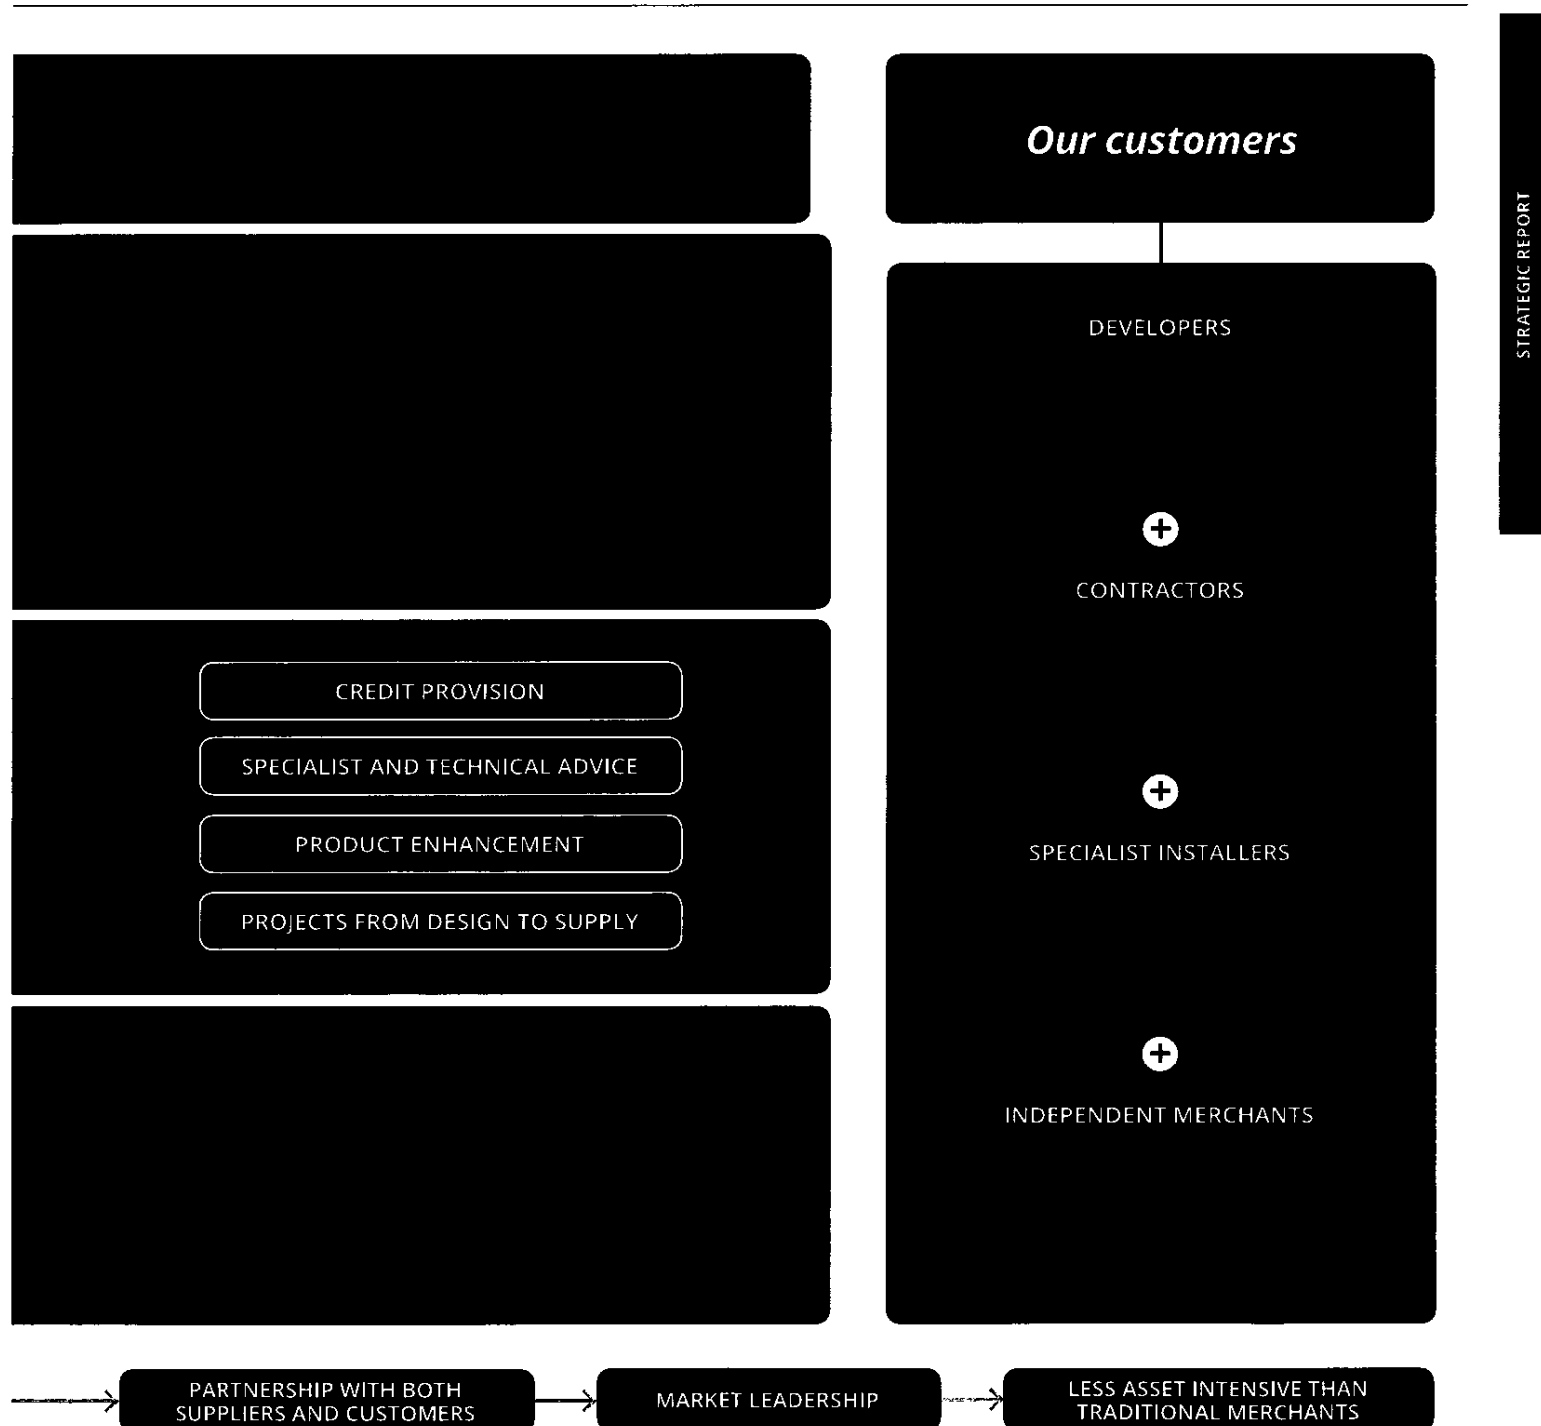 Our customers
STRATEGIC REPORT
DEVELOPERS
CONTRACTORS
CREDIT PROVISION
SPECIALIST AND TECHNICAL ADVICE
PRODUCT ENHANCEMENT
PROJECTS FROM DESIGN TO SUPPLY
SPECIALIST INSTALLERS
INDEPENDENT MERCHANTS
PARTNERSHIP WITH BOTH
SUPPLIERS AND CUSTOMERS
MARKET LEADERSHIP
LESS ASSET INTENSIVE THAN
TRADITIONAL MERCHANTS